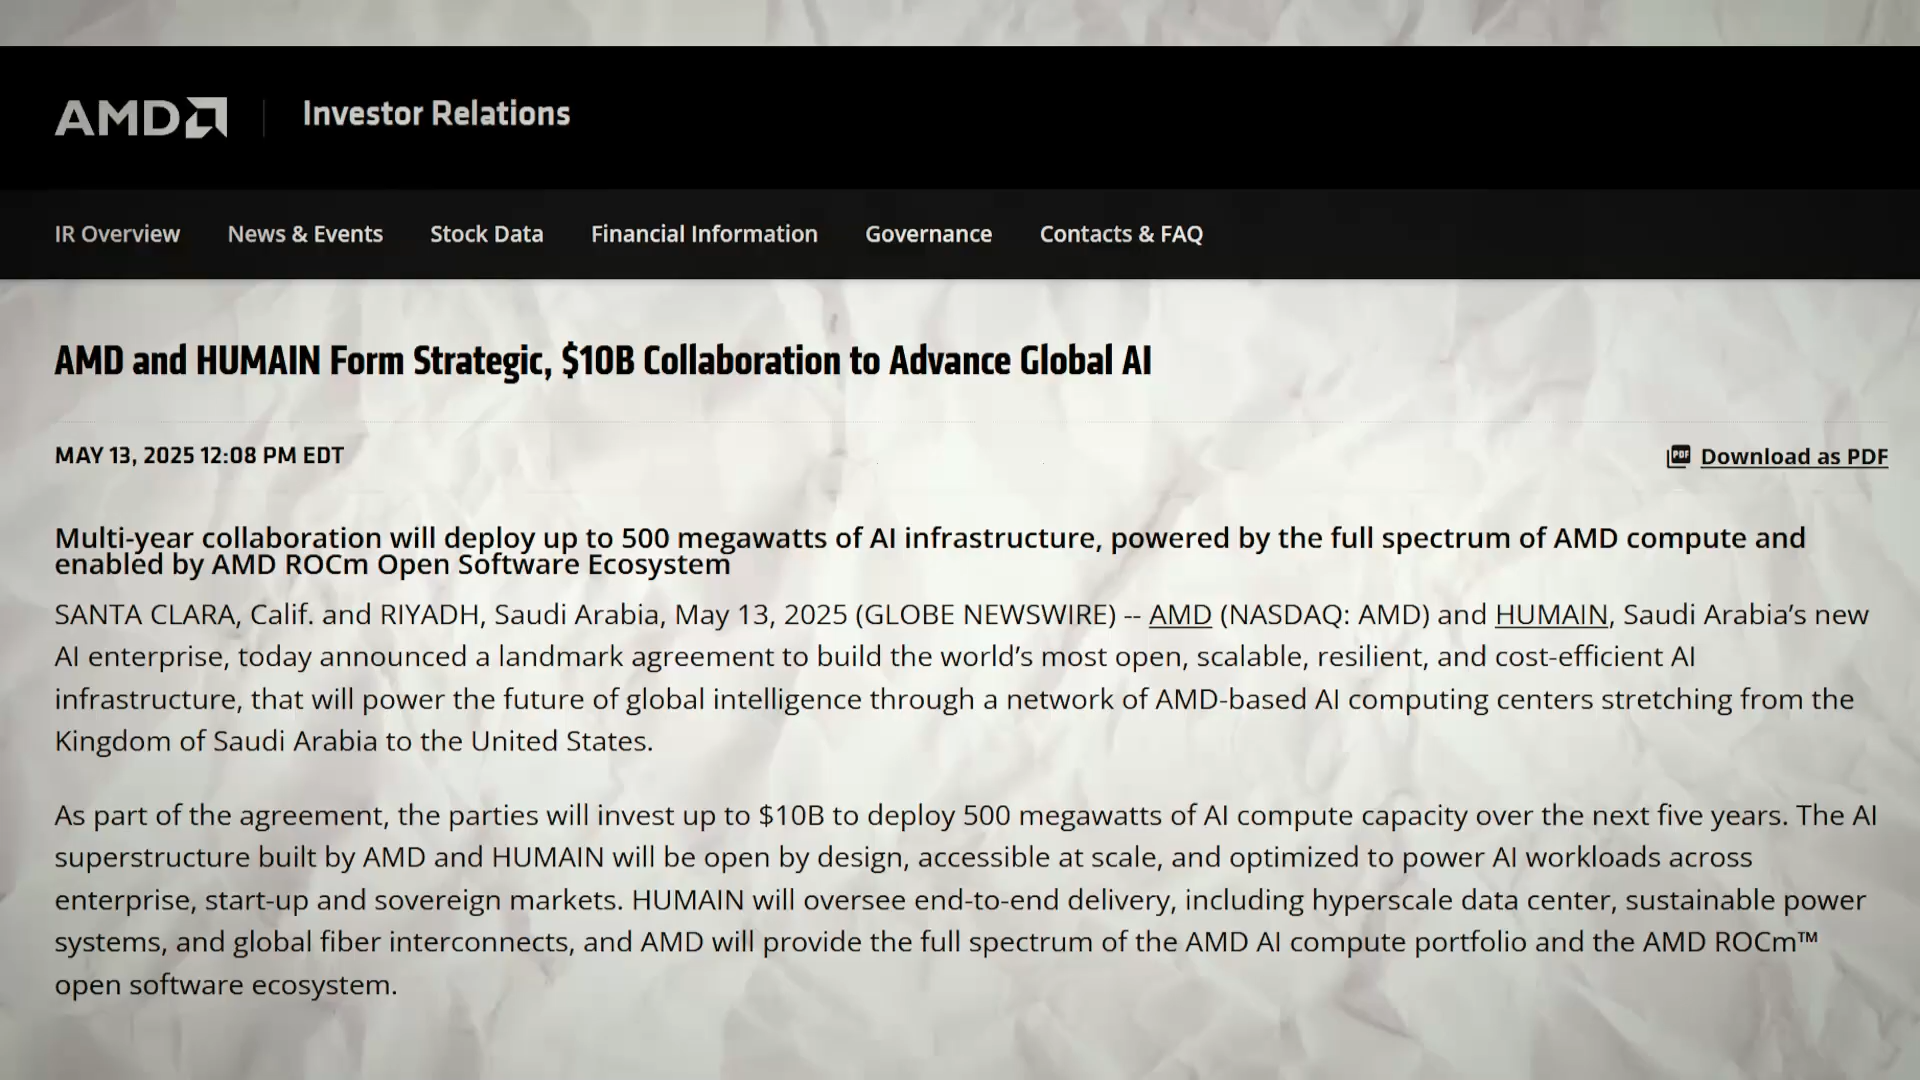 AMD
Investor Relations
IR Overview News & Events Stock Data Financial Information Governance Contacts & FAQ
AMD and HUMAIN Form Strategic, $10B Collaboration to Advance Global AI
MAY 13, 2025 12:08 PM EDT
Download as PDF
Multi-year collaboration will deploy up to 500 megawatts of AI infrastructure, powered by the full spectrum of AMD compute and
enabled by AMD ROCm Open Software Ecosystem
SANTA CLARA, Calif. and RIYADH, Saudi Arabia, May 13, 2025 (GLOBE NEWSWIRE) -- AMD (NASDAQ: AMD) and HUMAIN, Saudi Arabia’s new
AI enterprise, today announced a landmark agreement to build the world’s most open, scalable, resilient, and cost-efficient AI
infrastructure, that will power the future of global intelligence through a network of AMD-based AI computing centers stretching from the
Kingdom of Saudi Arabia to the United States.
As part of the agreement, the parties will invest up to $10B to deploy 500 megawatts of AI compute capacity over the next five years. The AI
superstructure built by AMD and HUMAIN will be open by design, accessible at scale, and optimized to power AI workloads across
enterprise, start-up and sovereign markets. HUMAIN will oversee end-to-end delivery, including hyperscale data center, sustainable power
systems, and global fiber interconnects, and AMD will provide the full spectrum of the AMD AI compute portfolio and the AMD ROCm™
open software ecosystem.